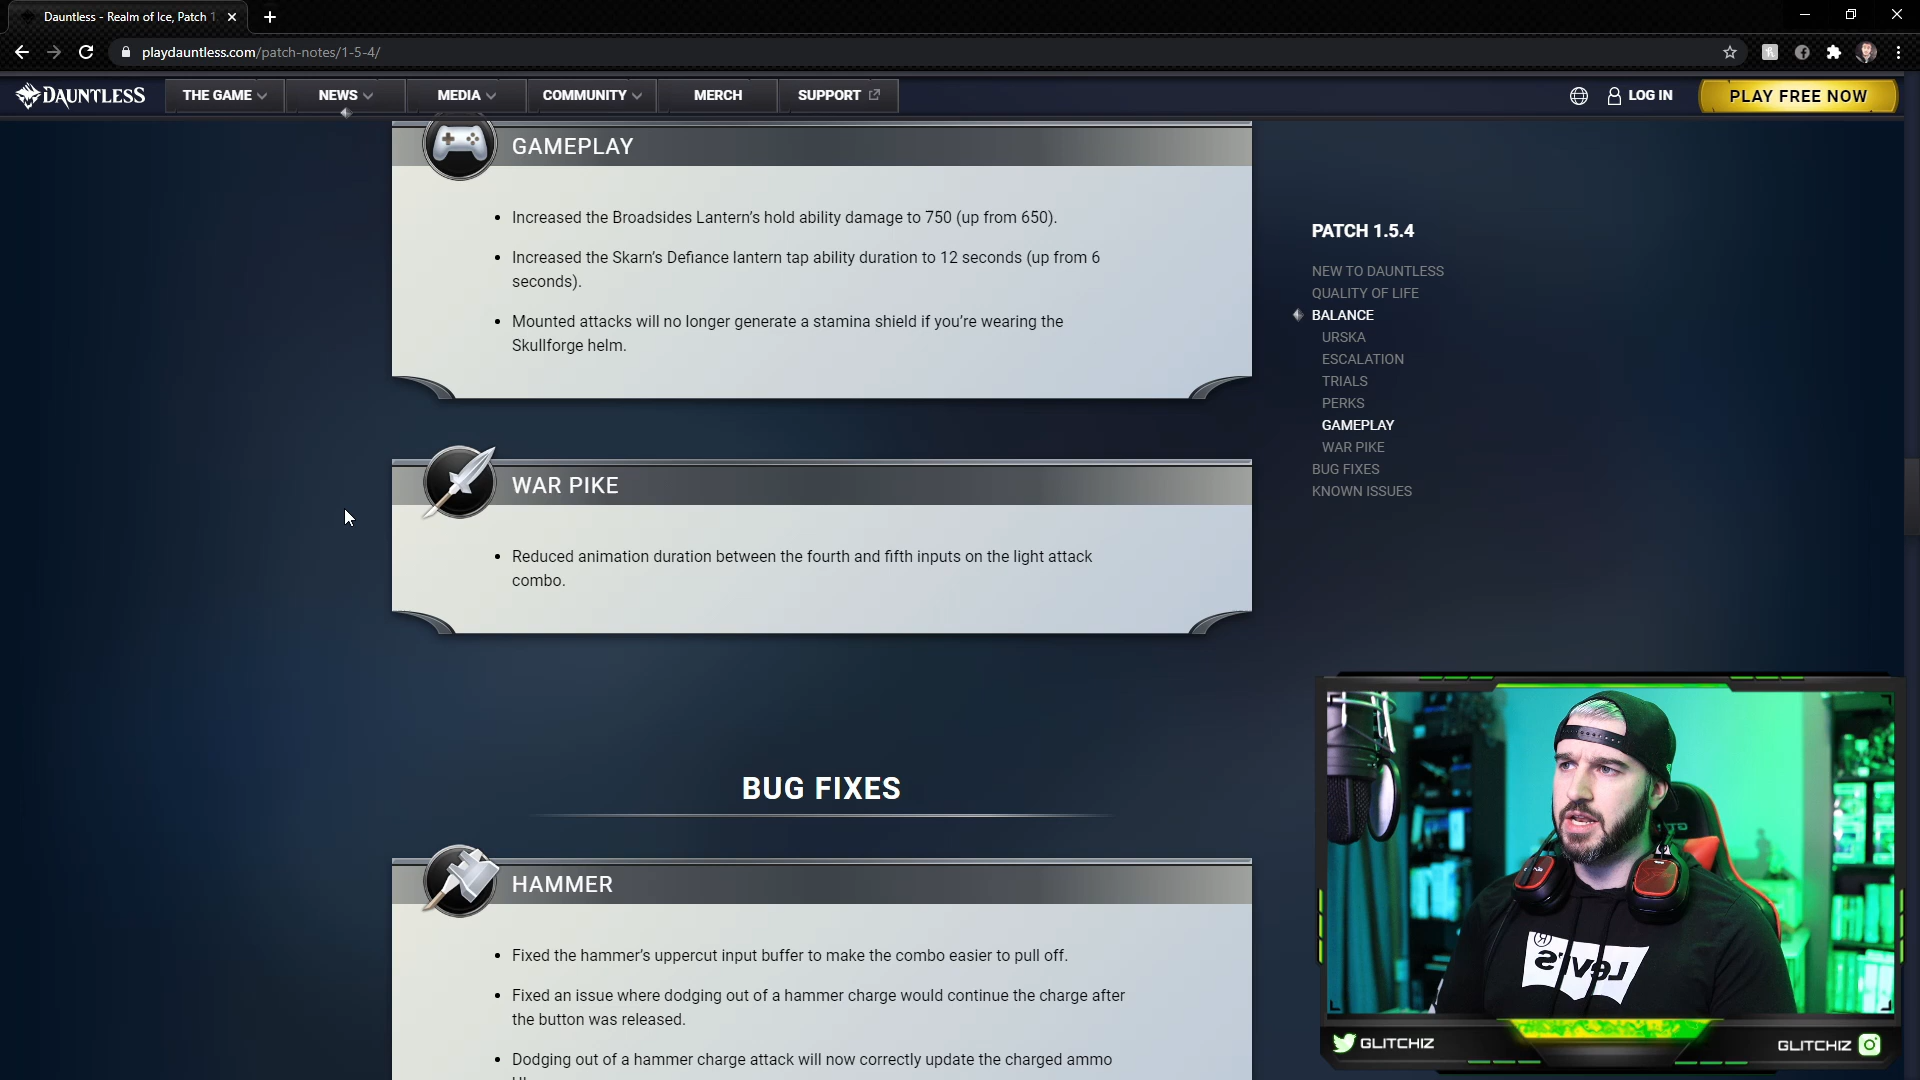 Dauntless - Realm of Ice, Patch 1
playdauntless.com/patch-notes/1-5-4/
DAUNTLESS
THE GAME
NEWS
MEDIA
COMMUNITY
MERCH
SUPPORT
LOG IN
PLAY FREE NOW
GAMEPLAY
• Increased the Broadsides Lantern's hold ability damage to 750 (up from 650).
• Increased the Skarn's Defiance lantern tap ability duration to 12 seconds (up from 6
seconds).
• Mounted attacks will no longer generate a stamina shield if you're wearing the
Skullforge helm.
WAR PIKE
• Reduced animation duration between the fourth and fifth inputs on the light attack
combo.
BUG FIXES
HAMMER
• Fixed the hammer's uppercut input buffer to make the combo easier to pull off.
• Fixed an issue where dodging out of a hammer charge would continue the charge after
the button was released.
• Dodging out of a hammer charge attack will now correctly update the charged ammo
PATCH 1.5.4
NEW TO DAUNTLESS
QUALITY OF LIFE
BALANCE
URSKA
ESCALATION
TRIALS
PERKS
GAMEPLAY
WAR PIKE
BUG FIXES
KNOWN ISSUES
Levi's
GLITCHIZ
GLITCHIZ